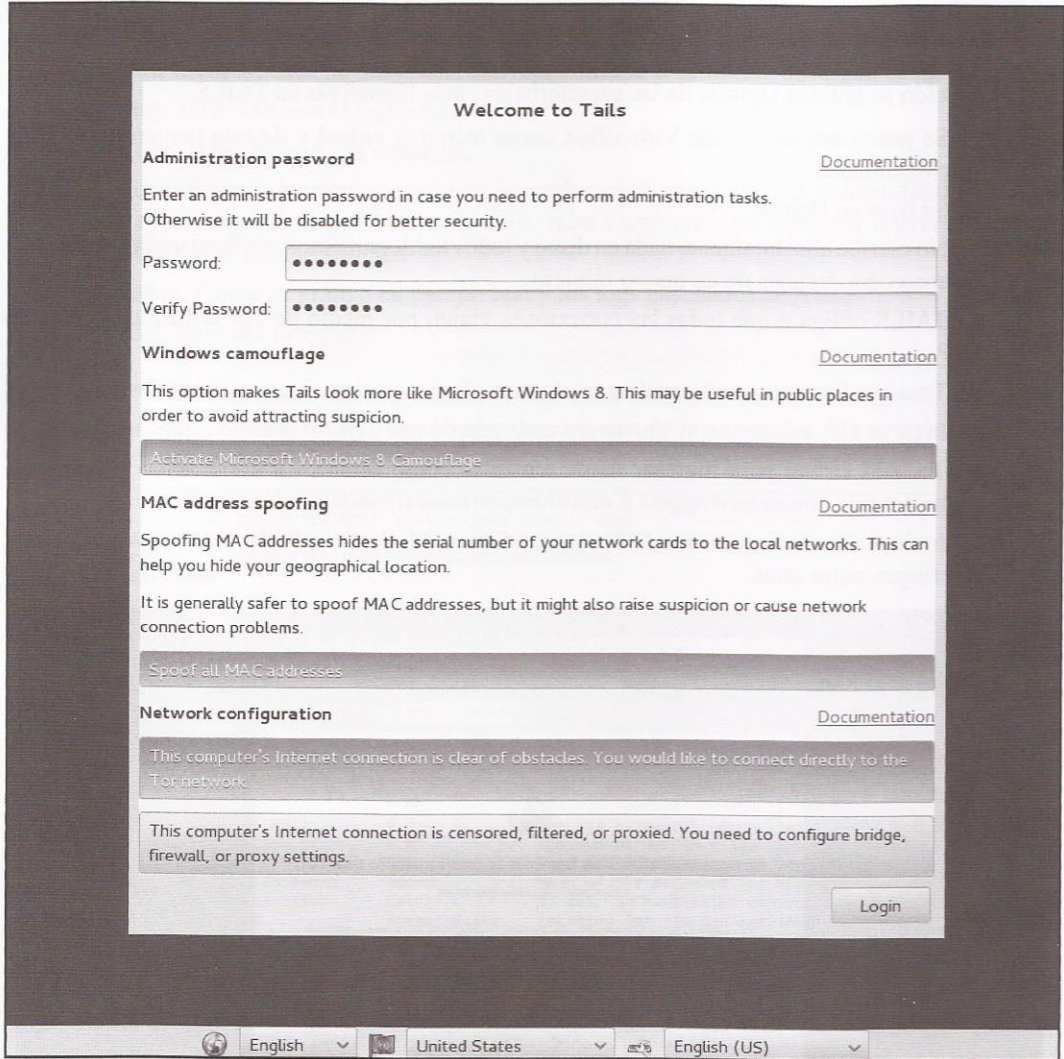 Welcome to Tails
Administration password
Documentation
Enter an administration password in case you need to perform administration tasks.
Otherwise it will be disabled for better security.
Password:
Verify Password:
Windows camouflage
Documentation
This option makes Tails look more like Microsoft Windows 8. This may be useful in public places in
order to avoid attracting suspicion.
Activate Microsoft Windows 8 Camouflage
MAC address spoofing
Documentation
Spoofing MAC addresses hides the serial number of your network cards to the local networks. This can
help you hide your geographical location.
It is generally safer to spoof MAC addresses, but it might also raise suspicion or cause network
connection problems.
Spoof all MAC addresses
Network configuration
Documentation
This computer's Internet connection is clear of obstacles. You would like to connect directly to the
Tor network.
This computer's Internet connection is censored, filtered, or proxied. You need to configure bridge,
firewall, or proxy settings.
Login
English
United States
English (US)